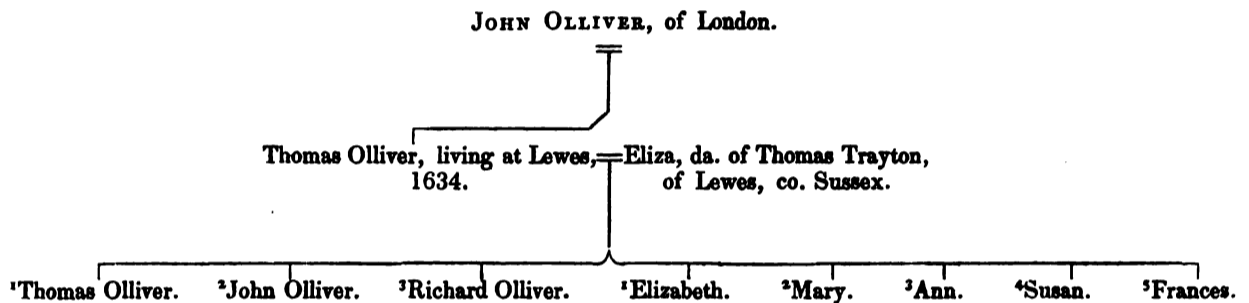 JOHN OLLIVER, of London.
Thomas Olliver, living at Lewes,=Eliza, da. of Thomas Trayton,
1634. of Lewes, co. Sussex.
¹Thomas Olliver. ²John Olliver. ³Richard Olliver. ¹Elizabeth. ²Mary. ³Ann. ⁴Susan. ⁵Frances.